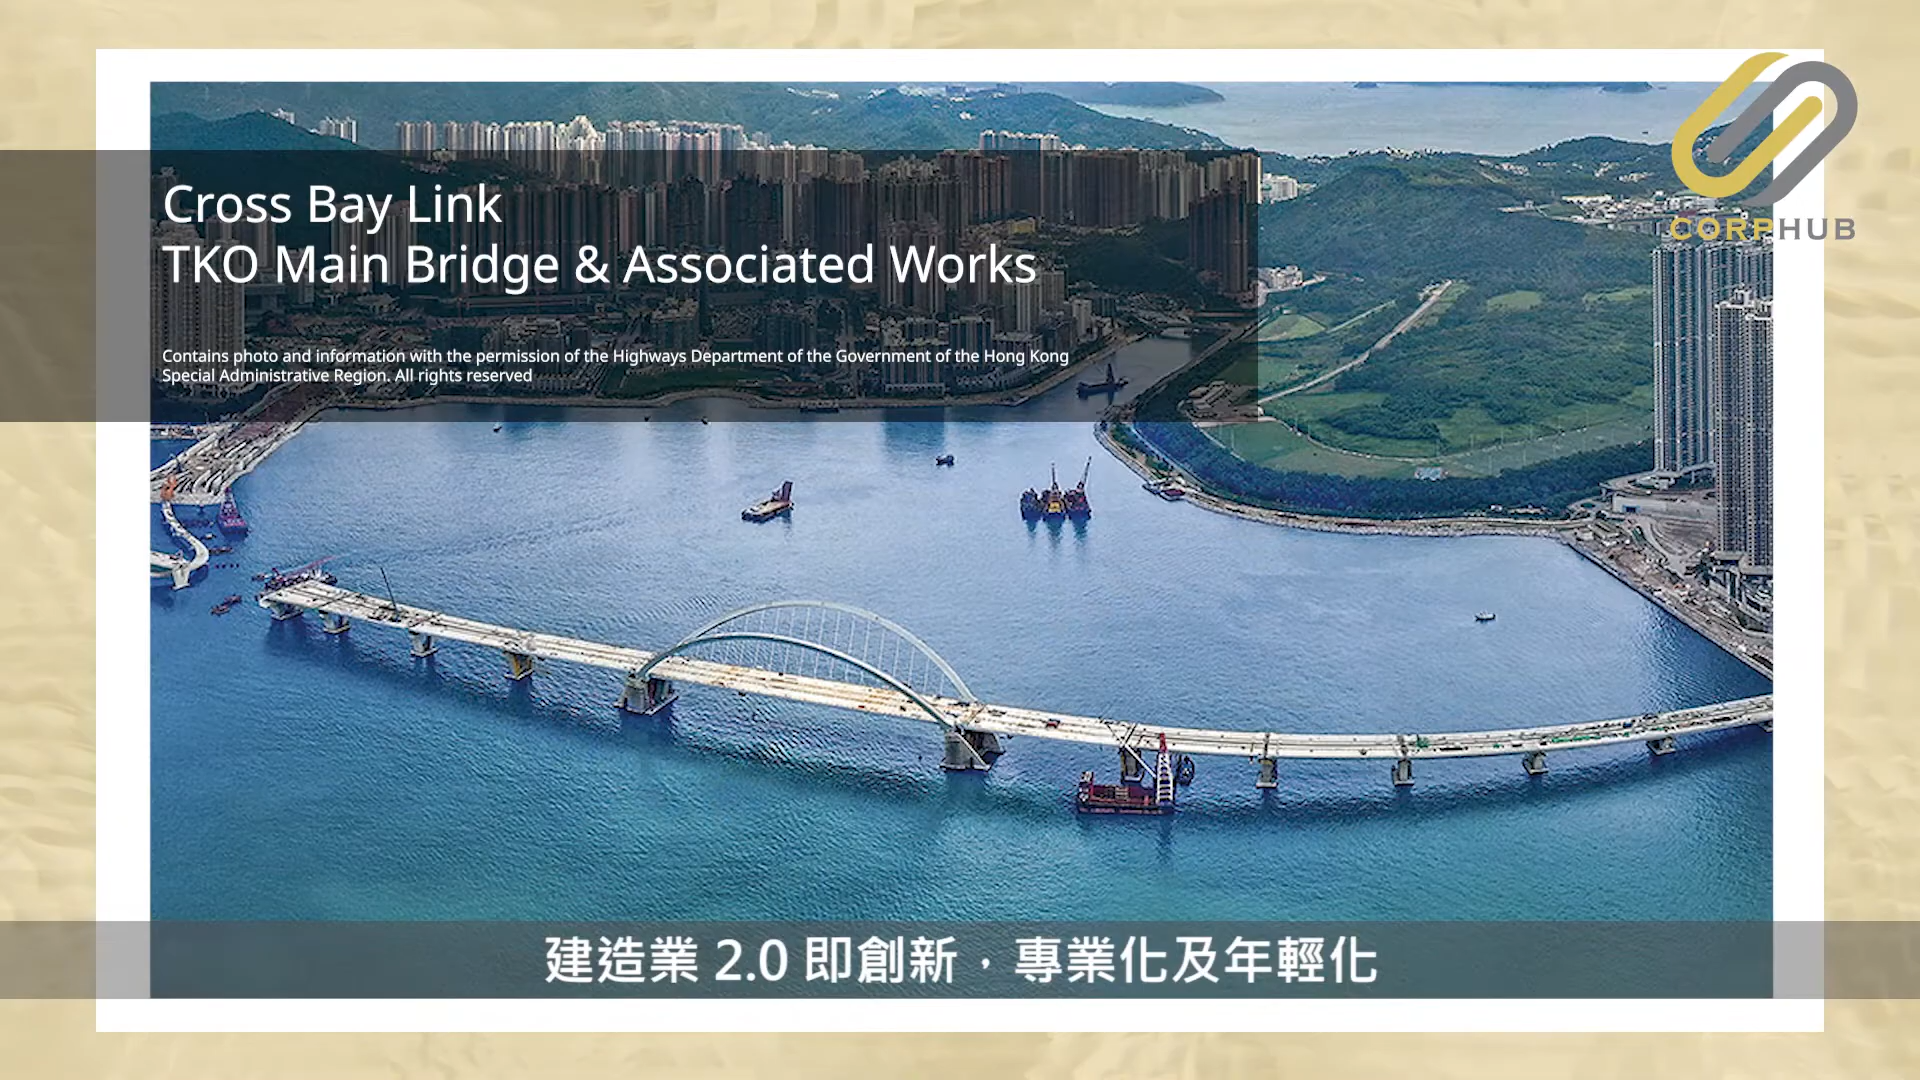 CORPHUB
Cross Bay Link
TKO Main Bridge & Associated Works
Contains photo and information with the permission of the Highways Department of the Government of the Hong Kong
Special Administrative Region. All rights reserved
建造業 2.0 即創新，專業化及年輕化